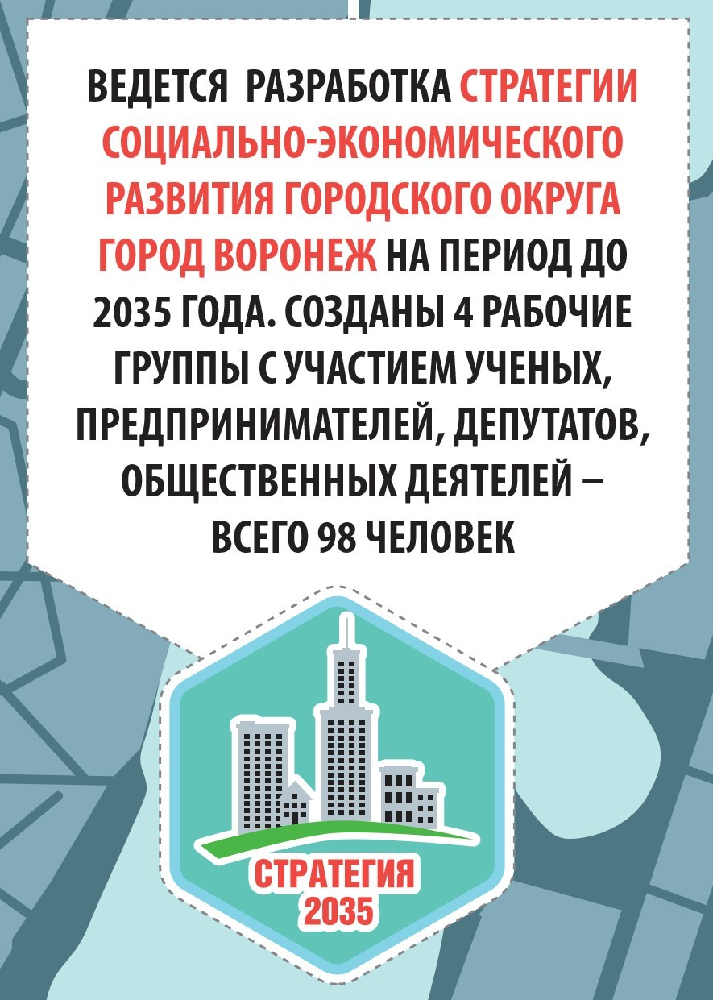 ВЕДЕТСЯ РАЗРАБОТКА СТРАТЕГИИ
СОЦИАЛЬНО-ЭКОНОМИЧЕСКОГО
РАЗВИТИЯ ГОРОДСКОГО ОКРУГА
ГОРОД ВОРОНЕЖ НА ПЕРИОД ДО
2035 ГОДА. СОЗДАНЫ 4 РАБОЧИЕ
ГРУППЫ С УЧАСТИЕМ УЧЕНЫХ,
ПРЕДПРИНИМАТЕЛЕЙ, ДЕПУТАТОВ,
ОБЩЕСТВЕННЫХ ДЕЯТЕЛЕЙ –
ВСЕГО 98 ЧЕЛОВЕК
СТРАТЕГИЯ
2035